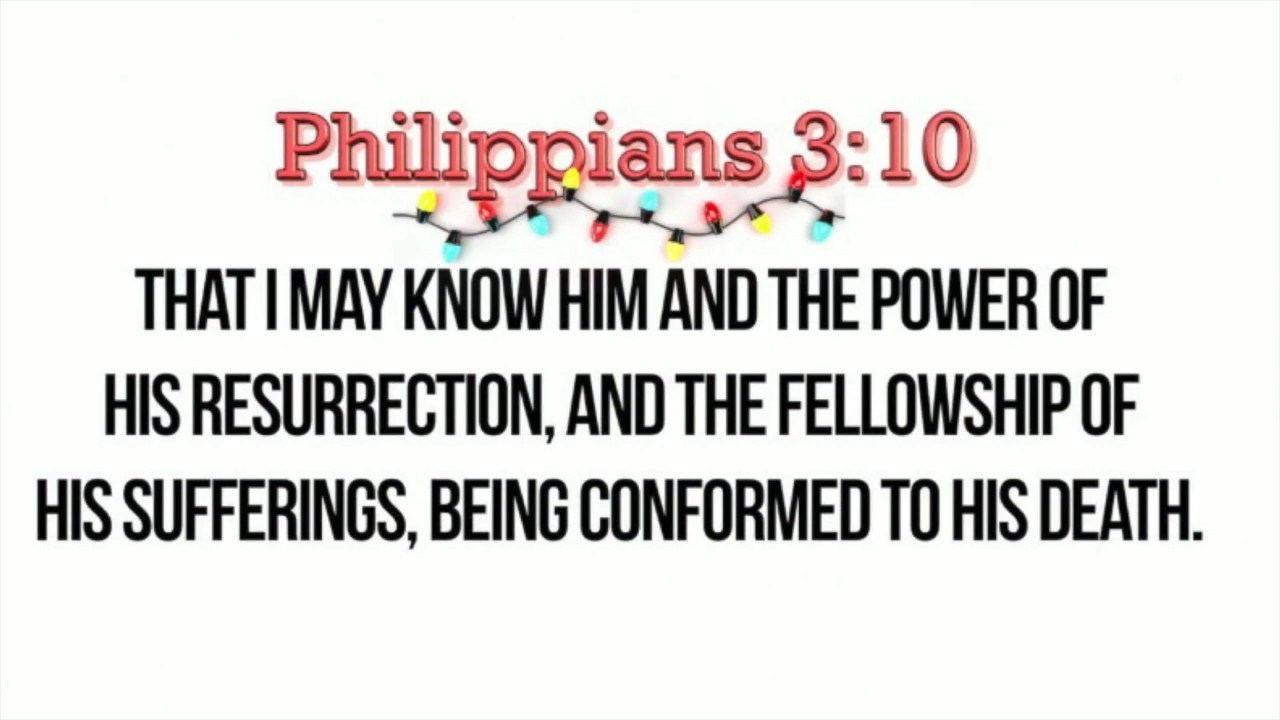 Philippians 3:10
THAT I MAY KNOW HIM AND THE POWER OF
HIS RESURRECTION, AND THE FELLOWSHIP OF
HIS SUFFERINGS, BEING CONFORMED TO HIS DEATH.